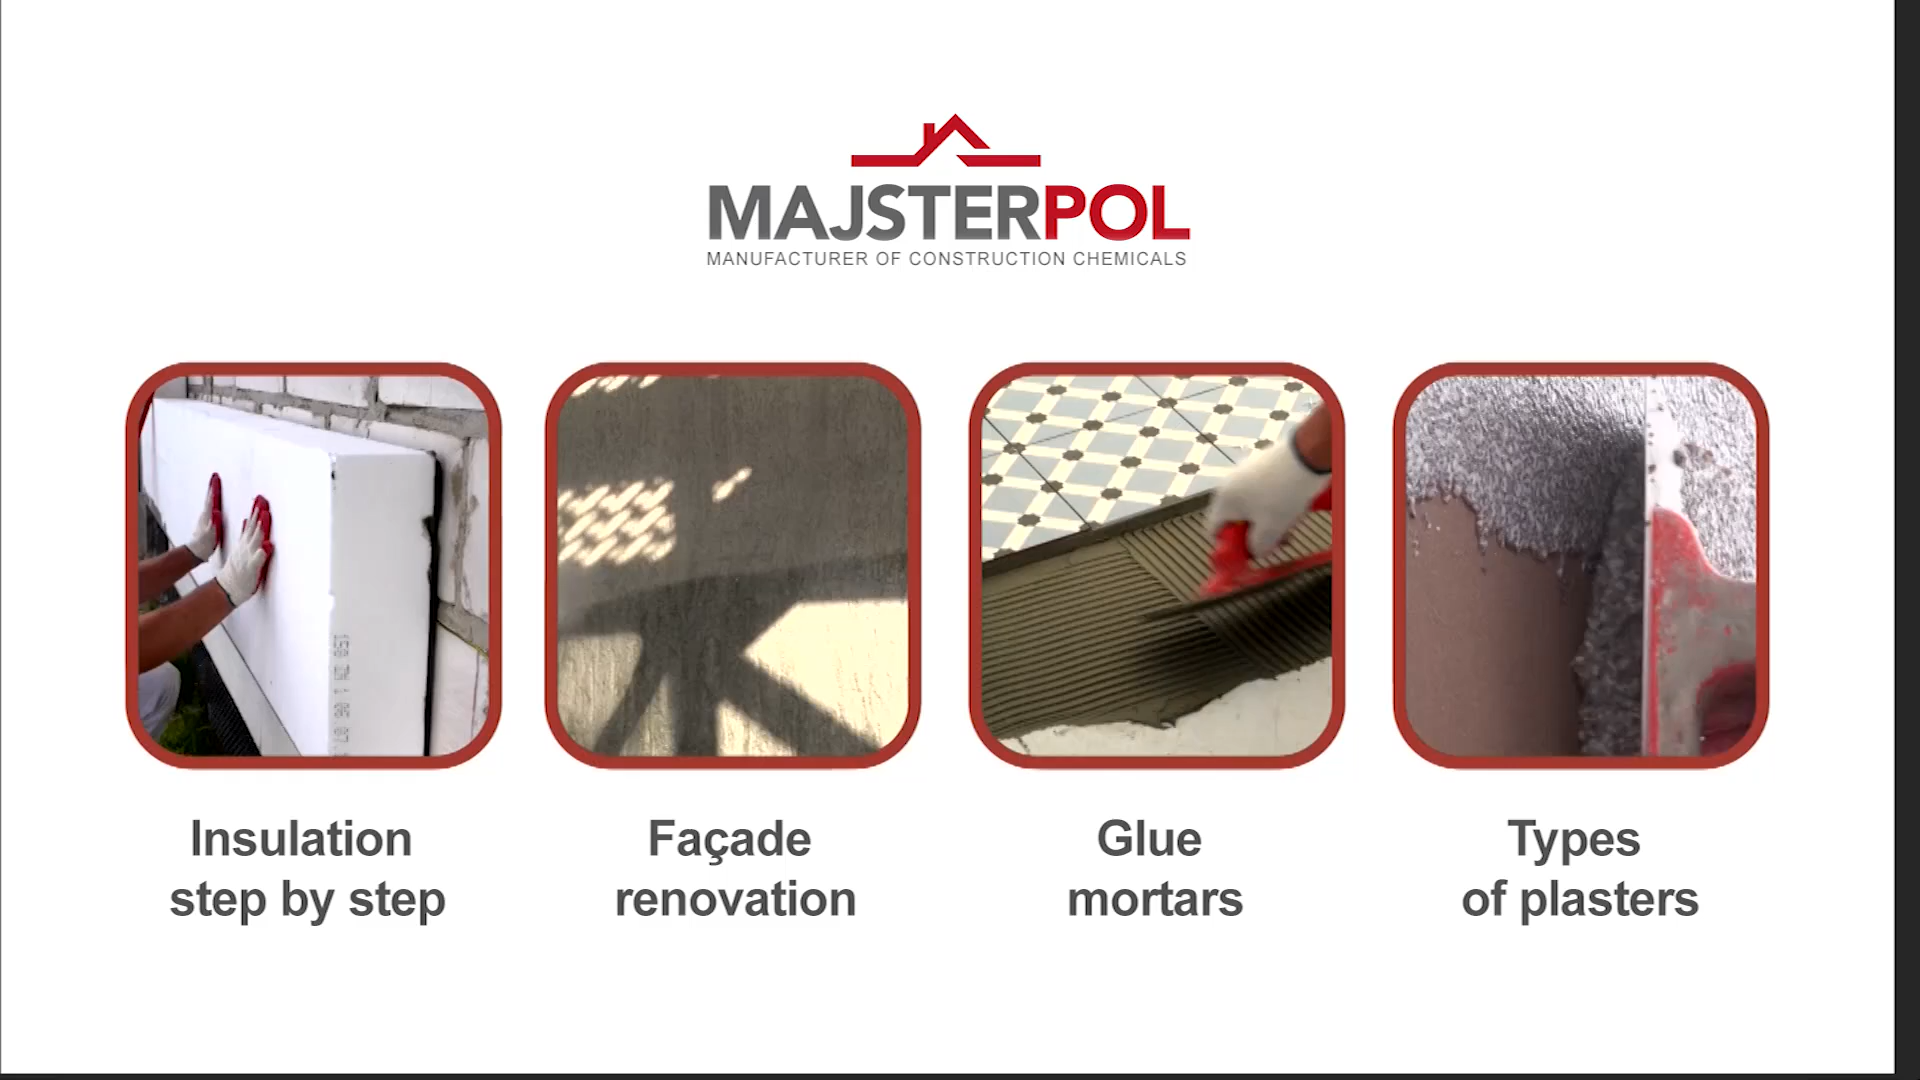 MAJSTERPOL
MANUFACTURER OF CONSTRUCTION CHEMICALS
Insulation
step by step
Façade
renovation
Glue
mortars
Types
of plasters